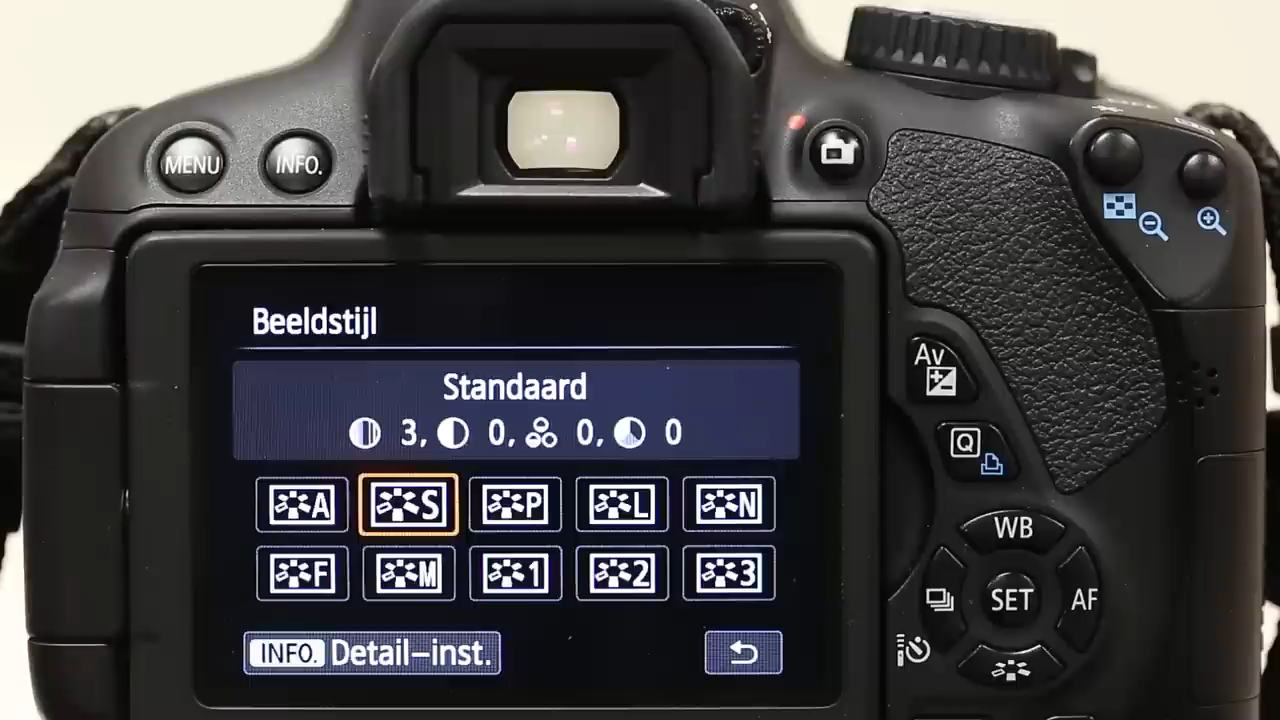 MENU INFO.
Beeldstijl
Standaard
3, 0, 0, 0
A S P L N
F M 1 2 3
INFO. Detail-inst.
Av
Q
WB
SET AF